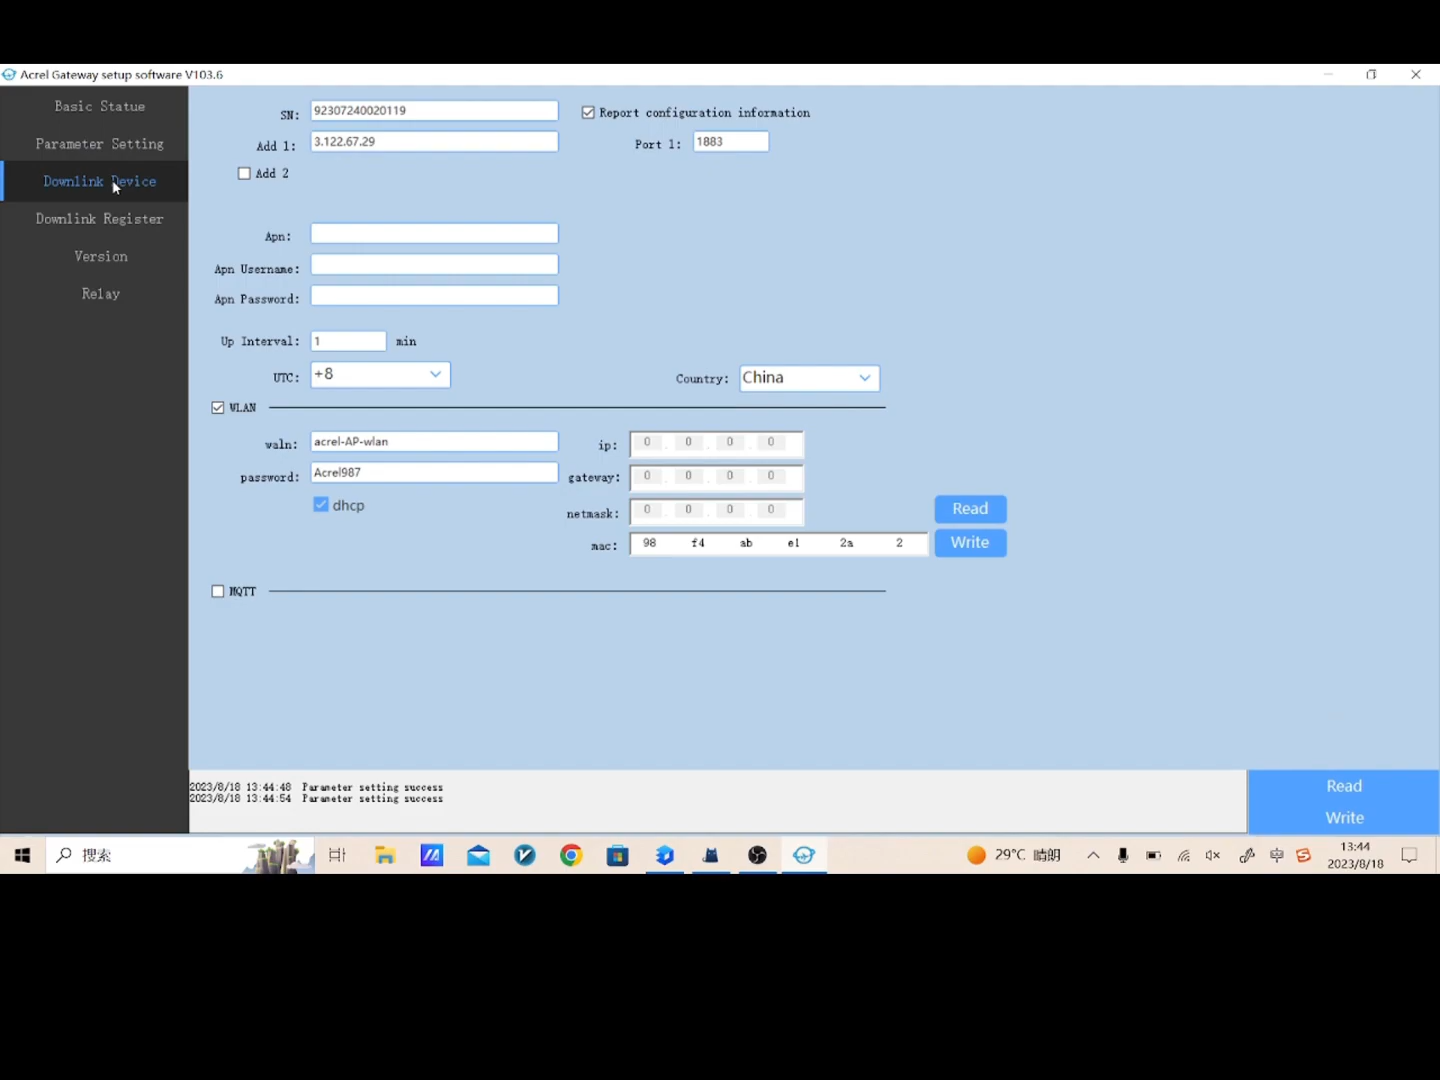 Acrel Gateway setup software V103.6
Basic Statue
Parameter Setting
Downlink Device
Downlink Register
Version
Relay
SN: 92307240020119
Report configuration information
Add 1: 3.122.67.29
Port 1: 1883
Add 2
Apn:
Apn Username:
Apn Password:
Up Interval: 1 min
UTC: +8
Country: China
WLAN
waln: acrel-AP-wlan
ip: 0 . 0 . 0 . 0
password: Acrel987
gateway: 0 . 0 . 0 . 0
dhcp
netmask: 0 . 0 . 0 . 0
Read
mac: 98 f4 ab e1 2a 2
Write
MQTT
2023/8/18 13:44:48 Parameter setting success
2023/8/18 13:44:54 Parameter setting success
Read
Write
搜索
29°C 晴朗
中
13:44
2023/8/18